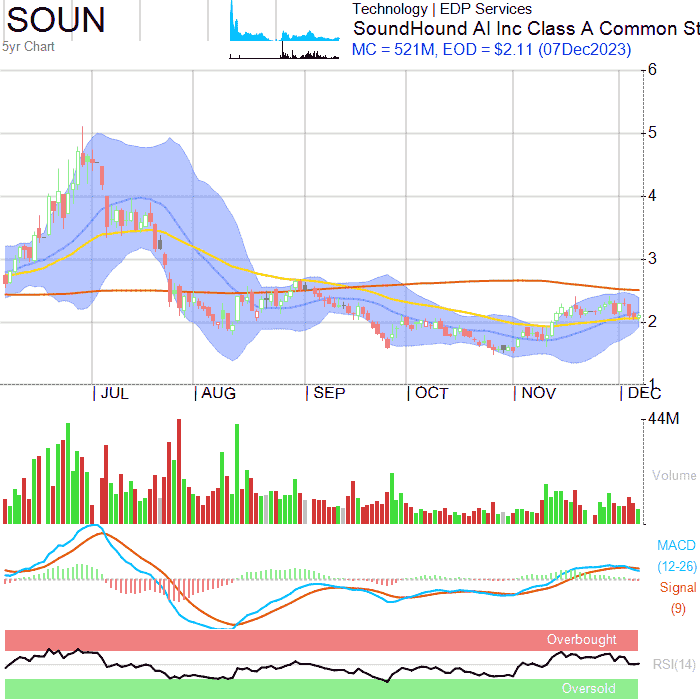 SOUN
5yr Chart
Technology | EDP Services
SoundHound AI Inc Class A Common St
MC = 521M, EOD = $2.11 (07Dec2023)
6
5
4
3
2
1
JUL AUG SEP OCT NOV DEC
44M
Volume
MACD
(12-26)
Signal
(9)
Overbought
RSI(14)
Oversold